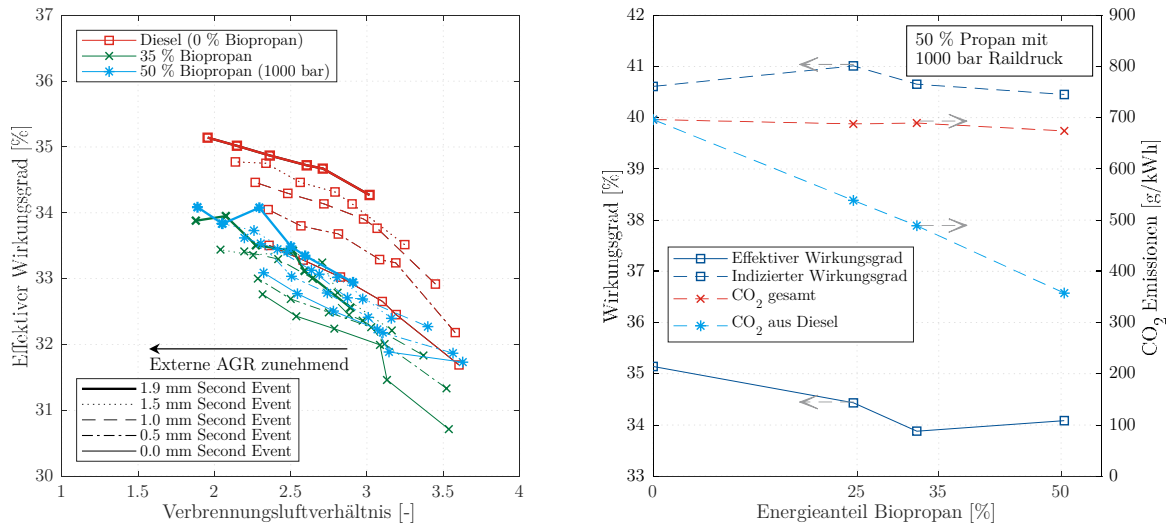 37
36
35
34
33
32
31
30
Effektiver Wirkungsgrad [%]
Diesel (0 % Biopropan)
35 % Biopropan
50 % Biopropan (1000 bar)
Externe AGR zunehmend
1.9 mm Second Event
1.5 mm Second Event
1.0 mm Second Event
0.5 mm Second Event
0.0 mm Second Event
1 1.5 2 2.5 3 3.5 4
Verbrennungsluftverhältnis [-]
42
41
40
39
38
37
36
35
34
33
Wirkungsgrad [%]
50 % Propan mit
1000 bar Raildruck
Effektiver Wirkungsgrad
Indizierter Wirkungsgrad
CO₂ gesamt
CO₂ aus Diesel
900
800
700
600
500
400
300
200
100
0
CO₂ Emissionen [g/kWh]
0 25 35 50
Energieanteil Biopropan [%]